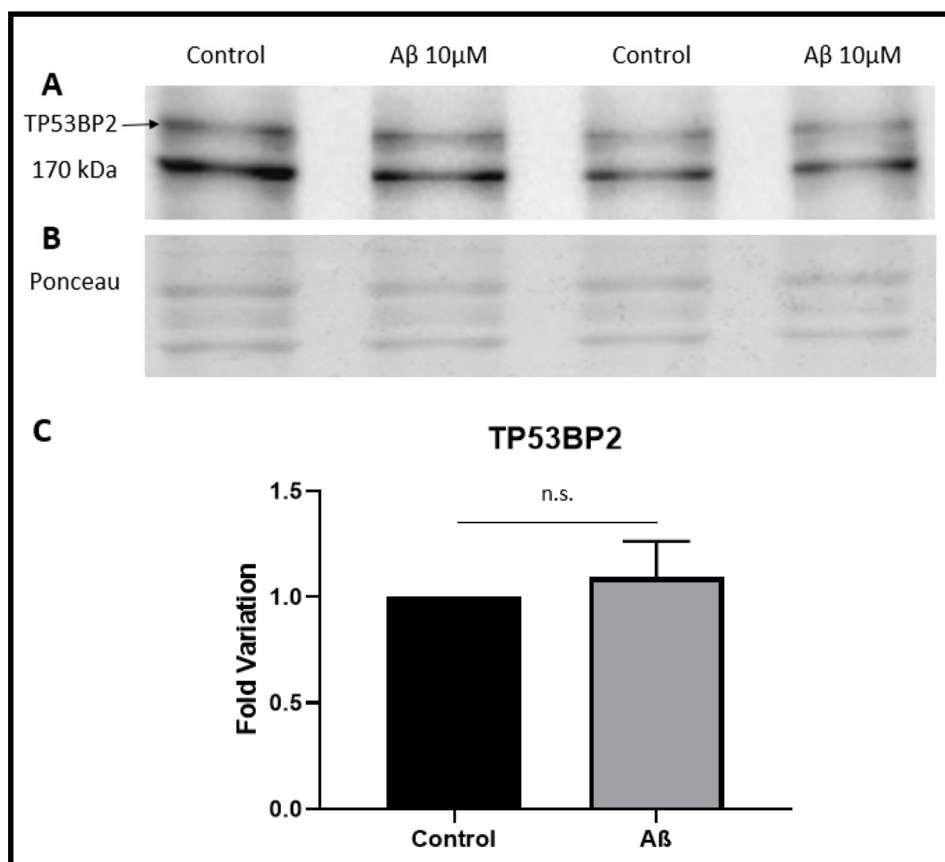 Control Aβ 10μM Control Aβ 10μM
A
TP53BP2
170 kDa
B
Ponceau
C
TP53BP2
n.s.
1.5
1.0
0.5
0.0
Fold Variation
Control Aß